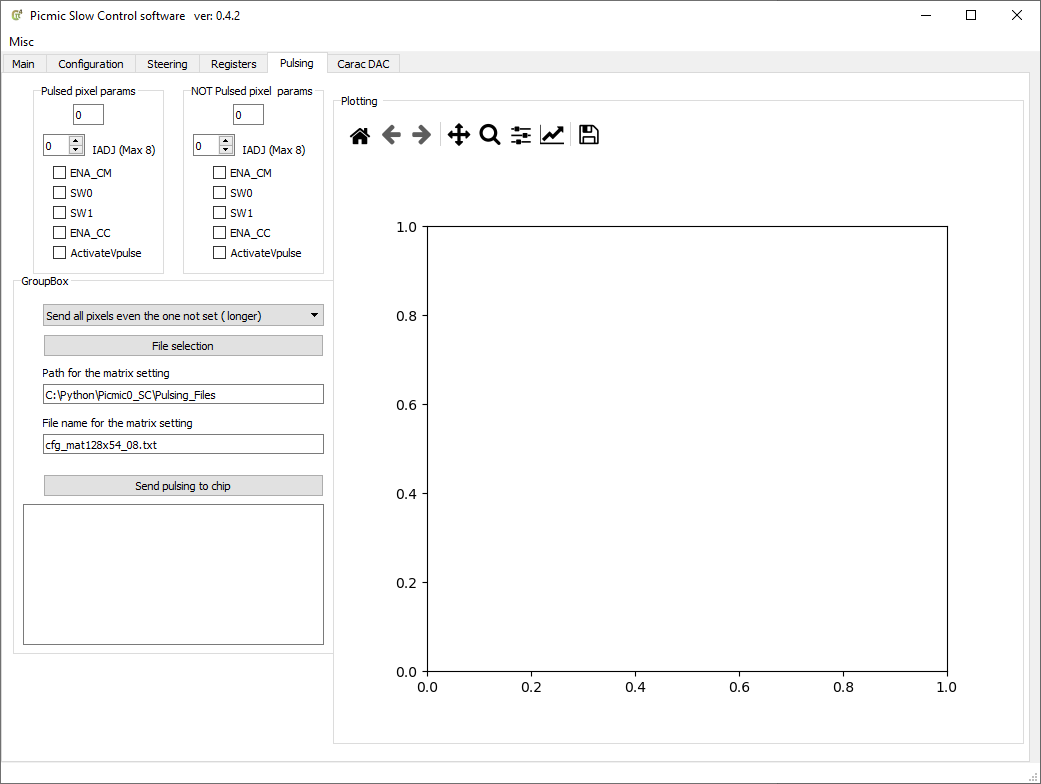 Picmic Slow Control software ver: 0.4.2
Misc
Main Configuration Steering Registers Pulsing Carac DAC
Pulsed pixel params
0
0 IADJ (Max 8)
ENA_CM
SW0
SW1
ENA_CC
ActivateVpulse
NOT Pulsed pixel params
0
0 IADJ (Max 8)
ENA_CM
SW0
SW1
ENA_CC
ActivateVpulse
GroupBox
Send all pixels even the one not set ( longer)
File selection
Path for the matrix setting
C:\Python\Picmic0_SC\Pulsing_Files
File name for the matrix setting
cfg_mat128x54_08.txt
Send pulsing to chip
Plotting
1.0
0.8
0.6
0.4
0.2
0.0
0.0 0.2 0.4 0.6 0.8 1.0